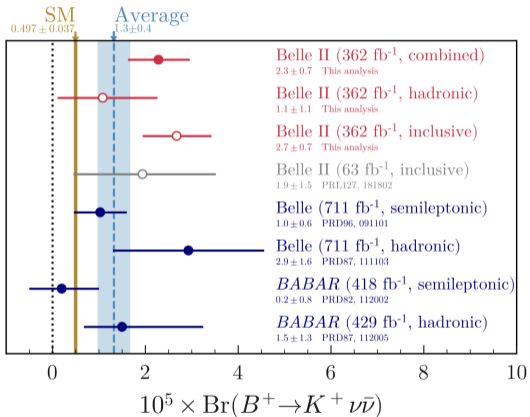 SM Average
0.497 ± 0.037 1.3±0.4
Belle II (362 fb⁻¹, combined)
2.3 ± 0.7 This analysis
Belle II (362 fb⁻¹, hadronic)
1.1 ± 1.1 This analysis
Belle II (362 fb⁻¹, inclusive)
2.7 ± 0.7 This analysis
Belle II (63 fb⁻¹, inclusive)
1.9 ± 1.5 PRL127, 181802
Belle (711 fb⁻¹, semileptonic)
1.0 ± 0.6 PRD96, 091101
Belle (711 fb⁻¹, hadronic)
2.9 ± 1.6 PRD87, 111103
BABAR (418 fb⁻¹, semileptonic)
0.2 ± 0.8 PRD82, 112002
BABAR (429 fb⁻¹, hadronic)
1.5 ± 1.3 PRD87, 112005
0 2 4 6 8 10
10⁵ × Br(B⁺→K⁺νν̄)